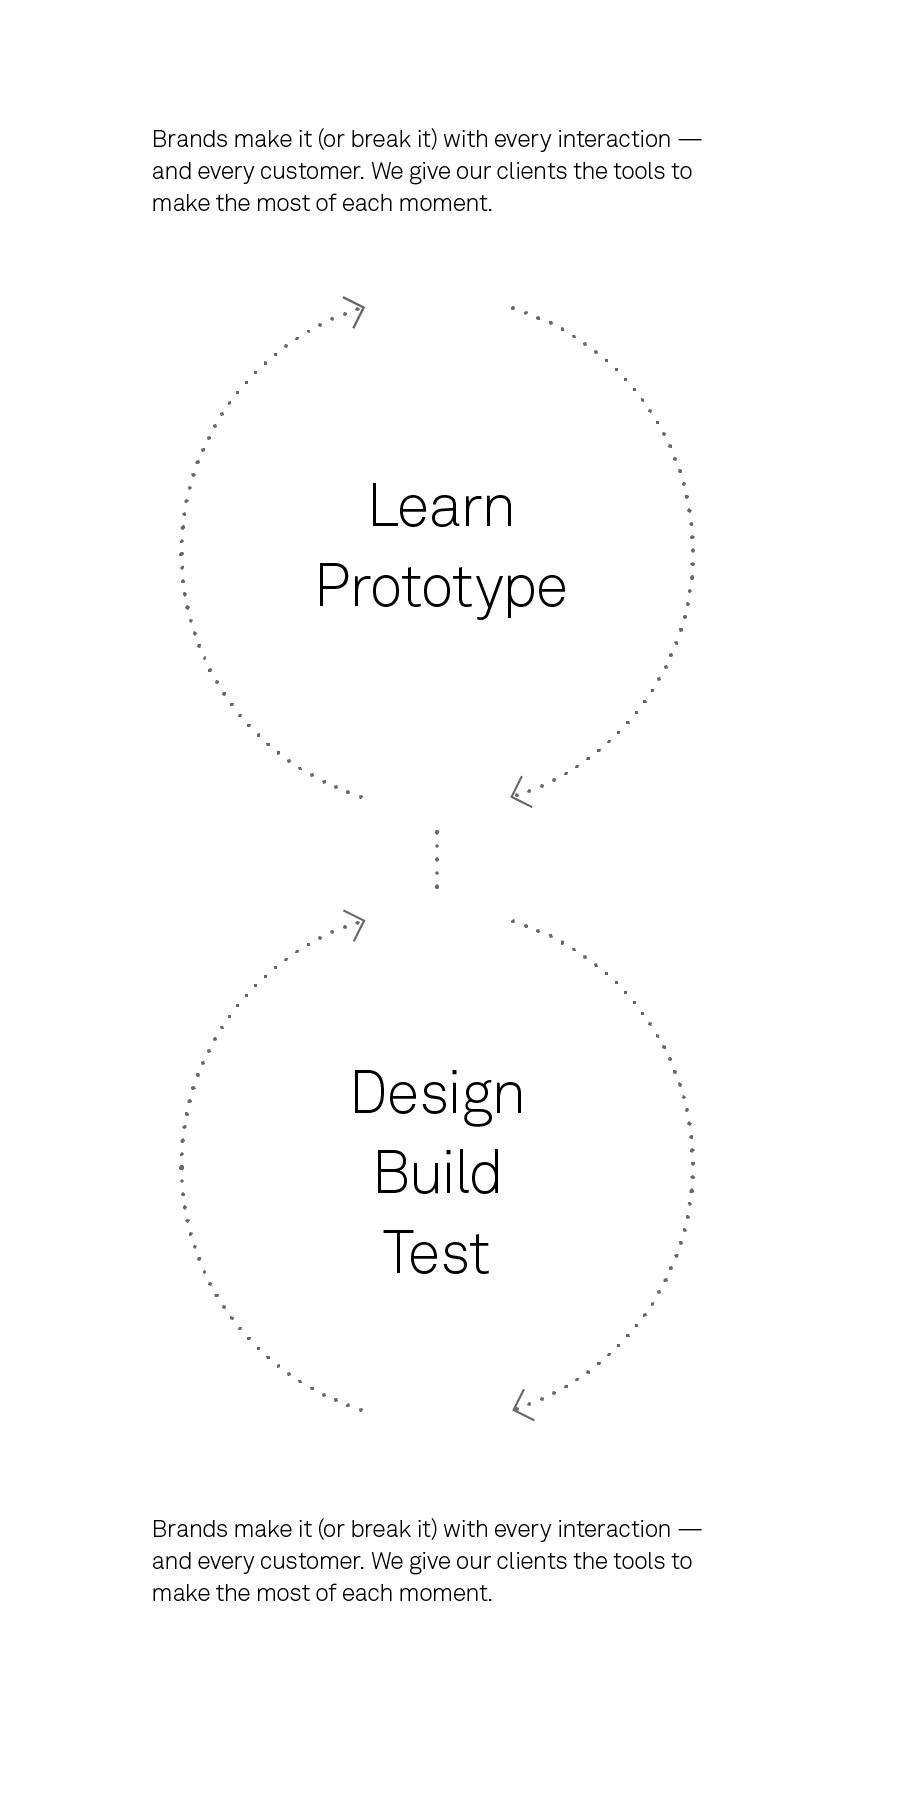 Brands make it (or break it) with every interaction —
and every customer. We give our clients the tools to
make the most of each moment.
Learn
Prototype
Design
Build
Test
Brands make it (or break it) with every interaction —
and every customer. We give our clients the tools to
make the most of each moment.